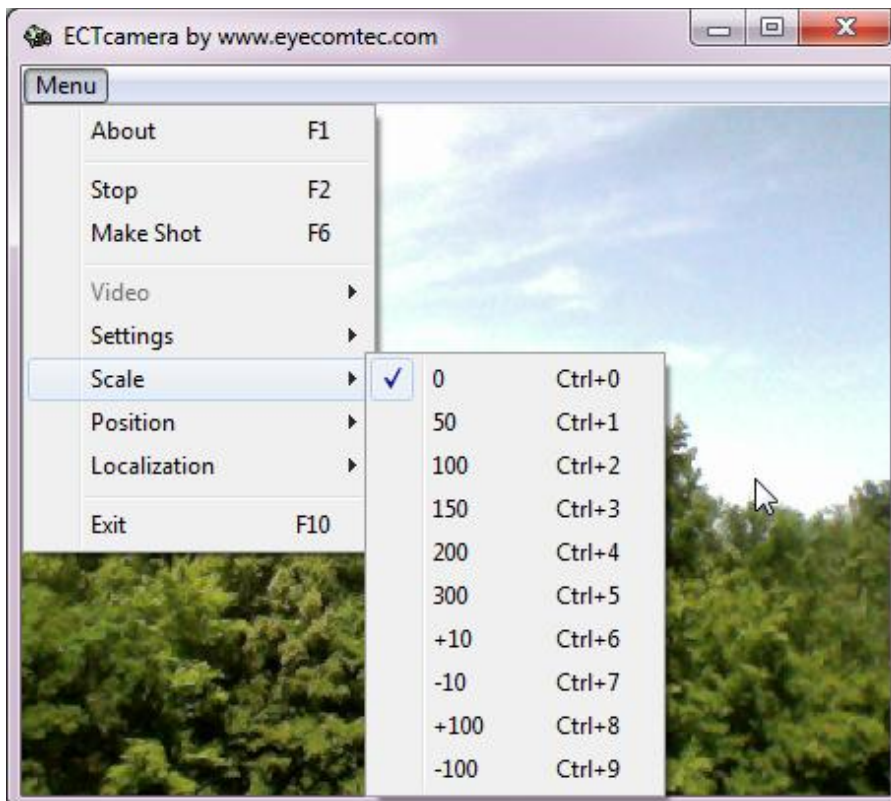 ECTcamera by www.eyecomtec.com
Menu
About F1
Stop F2
Make Shot F6
Video
Settings
Scale
Position
Localization
Exit F10
0 Ctrl+0
50 Ctrl+1
100 Ctrl+2
150 Ctrl+3
200 Ctrl+4
300 Ctrl+5
+10 Ctrl+6
-10 Ctrl+7
+100 Ctrl+8
-100 Ctrl+9